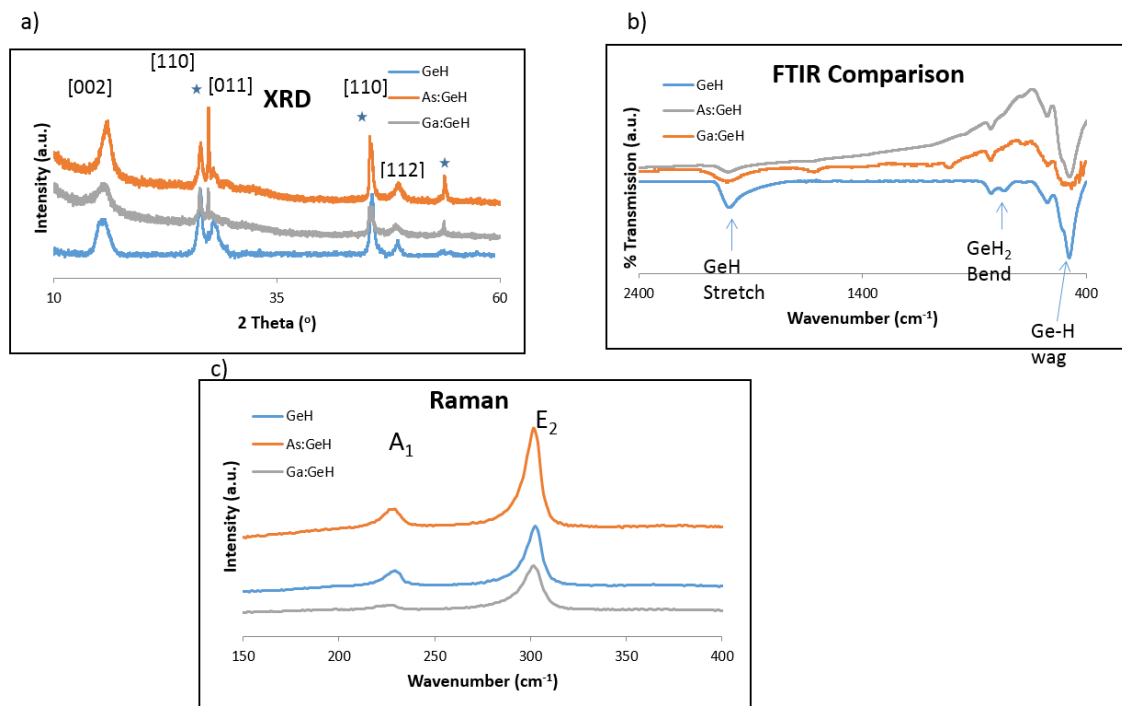 a)
[002]
[110]
[011]
XRD
[110]
[112]
GeH
As:GeH
Ga:GeH
Intensity (a.u.)
10
35
60
2 Theta (°)
b)
FTIR Comparison
GeH
As:GeH
Ga:GeH
% Transmission (a.u.)
GeH
Stretch
GeH₂
Bend
Ge-H
wag
2400
1400
400
Wavenumber (cm⁻¹)
c)
Raman
GeH
As:GeH
Ga:GeH
A₁
E₂
Intensity (a.u.)
150
200
250
300
350
400
Wavenumber (cm⁻¹)